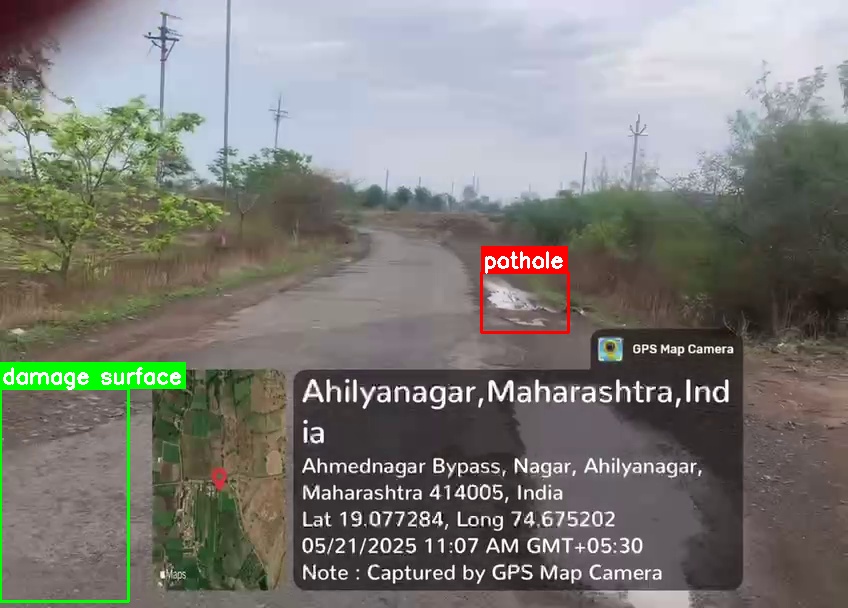 pothole
GPS Map Camera
damage surface
Ahilyanagar,Maharashtra,Ind
ia
Ahmednagar Bypass, Nagar, Ahilyanagar,
Maharashtra 414005, India
Lat 19.077284, Long 74.675202
05/21/2025 11:07 AM GMT+05:30
Note : Captured by GPS Map Camera
Maps